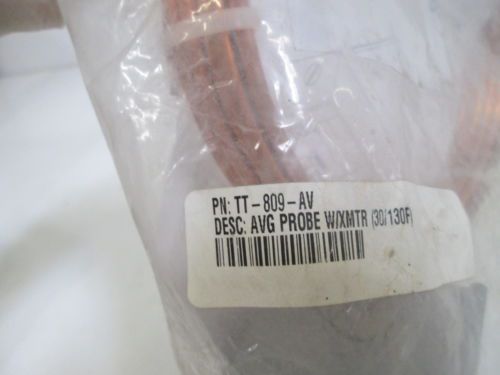 PN: TT-809-AV
DESC: AVG PROBE W/XMTR (30/130F)